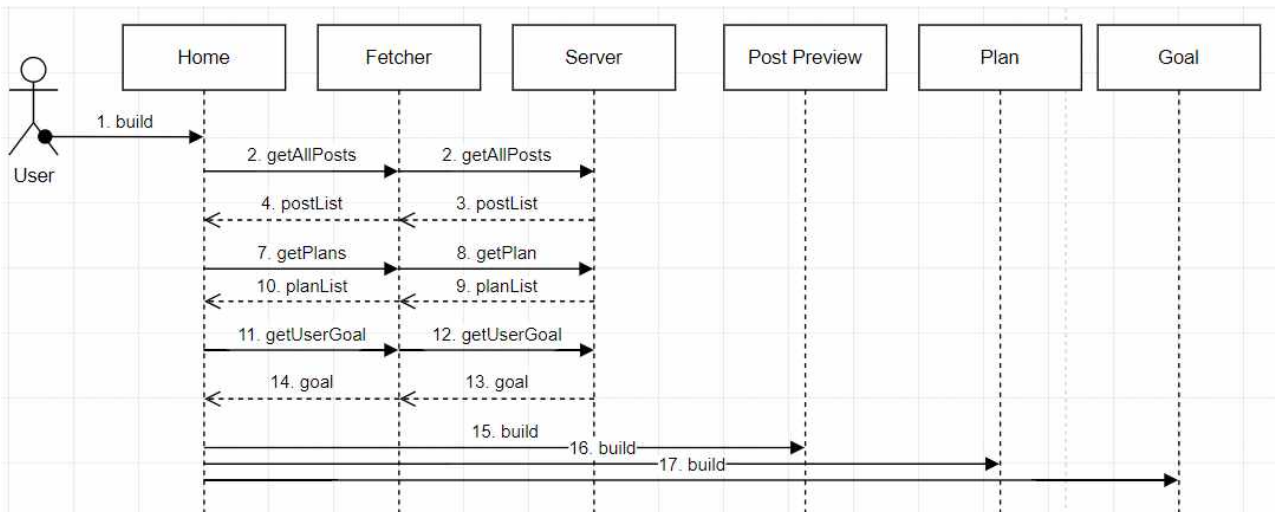 Home
Fetcher
Server
Post Preview
Plan
Goal
User
1. build
2. getAllPosts
2. getAllPosts
4. postList
3. postList
7. getPlans
8. getPlan
10. planList
9. planList
11. getUserGoal
12. getUserGoal
14. goal
13. goal
15. build
16. build
17. build